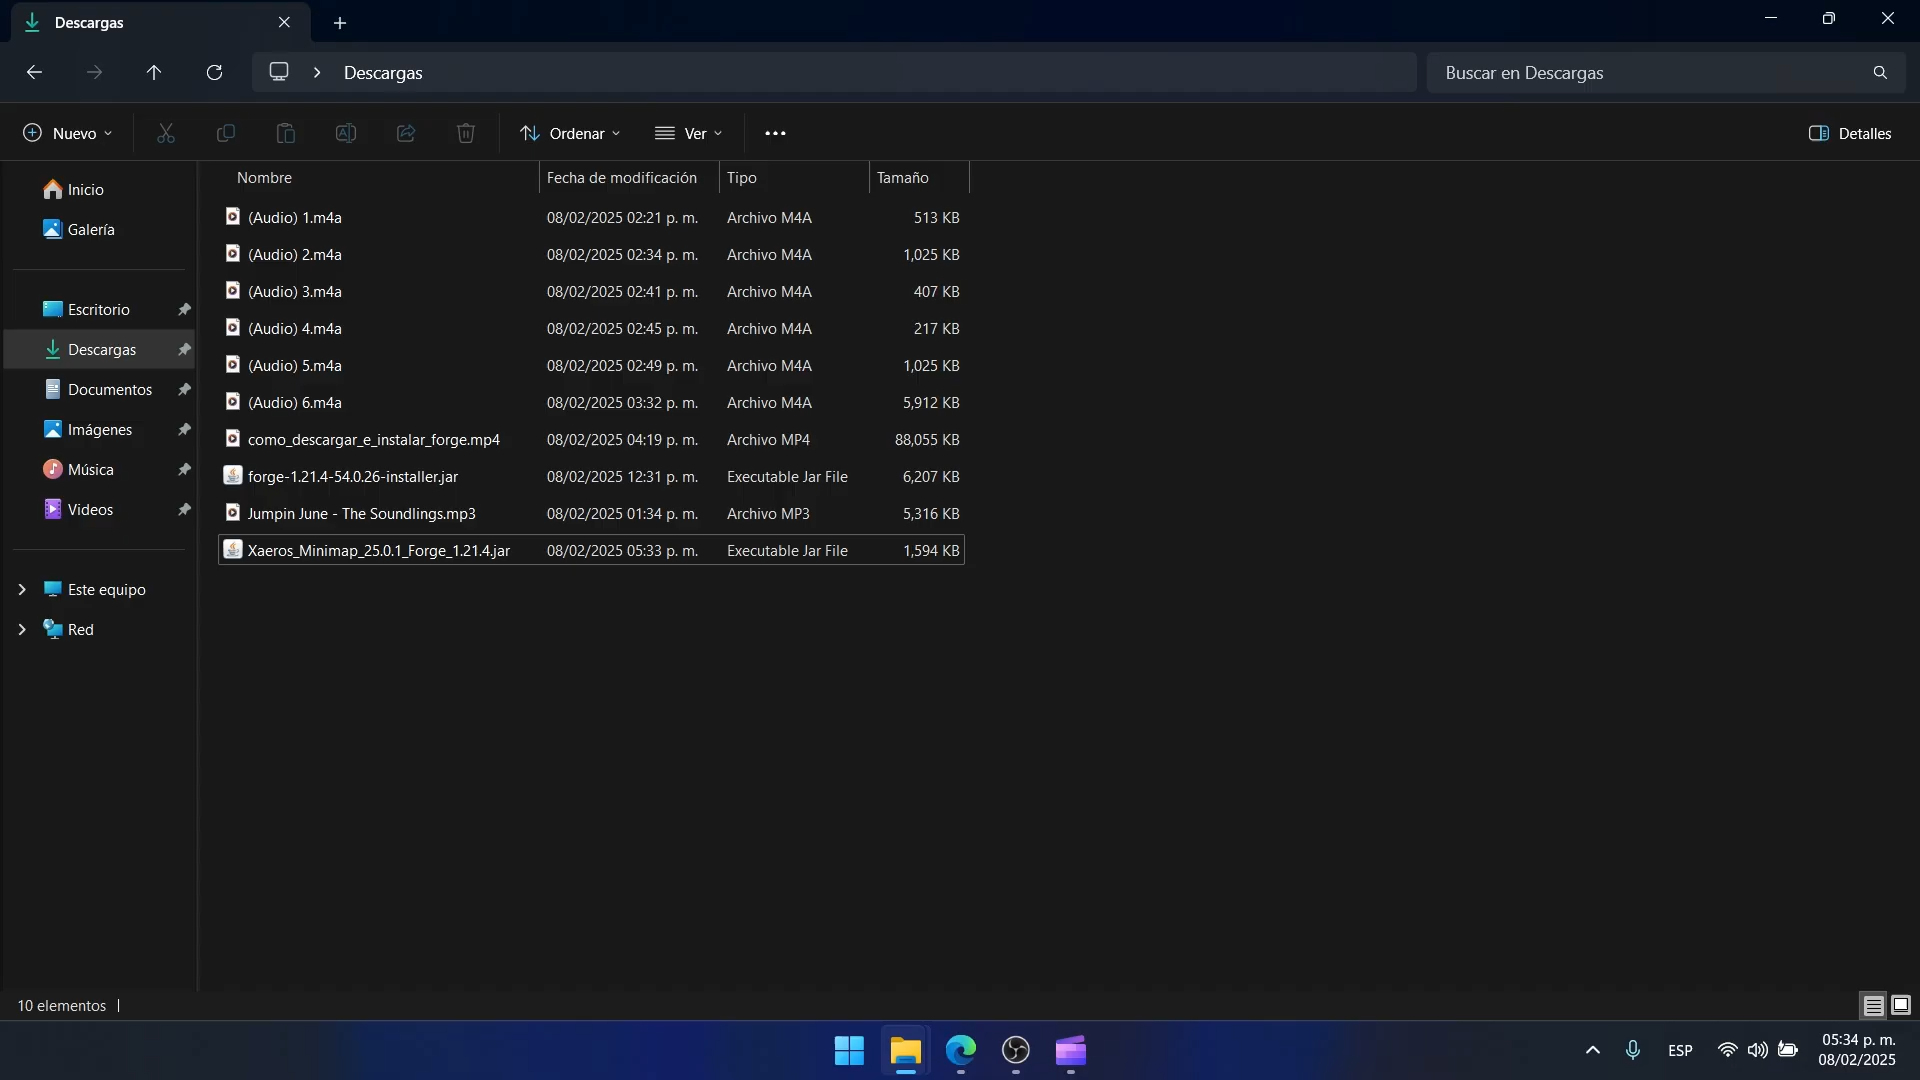 Descargas
Descargas
Buscar en Descargas
Nuevo
Ordenar
Ver
Detalles
Inicio
Galería
Escritorio
Descargas
Documentos
Imágenes
Música
Videos
Este equipo
Red
Nombre Fecha de modificación Tipo Tamaño
(Audio) 1.m4a 08/02/2025 02:21 p. m. Archivo M4A 513 KB
(Audio) 2.m4a 08/02/2025 02:34 p. m. Archivo M4A 1,025 KB
(Audio) 3.m4a 08/02/2025 02:41 p. m. Archivo M4A 407 KB
(Audio) 4.m4a 08/02/2025 02:45 p. m. Archivo M4A 217 KB
(Audio) 5.m4a 08/02/2025 02:49 p. m. Archivo M4A 1,025 KB
(Audio) 6.m4a 08/02/2025 03:32 p. m. Archivo M4A 5,912 KB
como_descargar_e_instalar_forge.mp4 08/02/2025 04:19 p. m. Archivo MP4 88,055 KB
forge-1.21.4-54.0.26-installer.jar 08/02/2025 12:31 p. m. Executable Jar File 6,207 KB
Jumpin June - The Soundlings.mp3 08/02/2025 01:34 p. m. Archivo MP3 5,316 KB
Xaeros_Minimap_25.0.1_Forge_1.21.4.jar 08/02/2025 05:33 p. m. Executable Jar File 1,594 KB
10 elementos
ESP
05:34 p. m.
08/02/2025